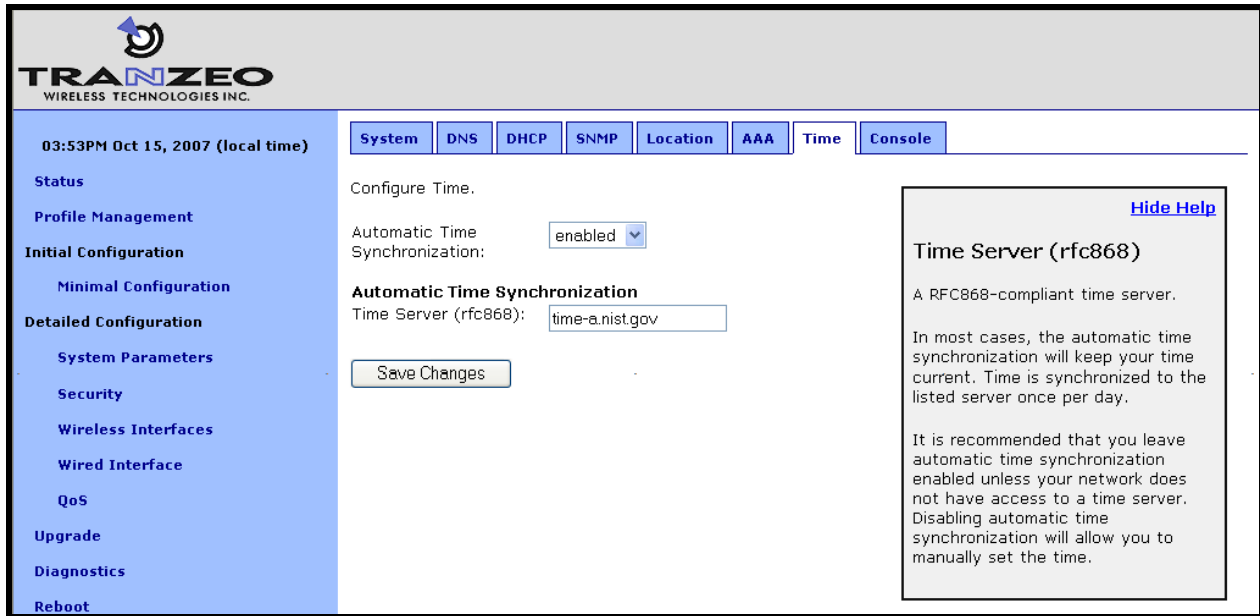 TRANZEO
WIRELESS TECHNOLOGIES INC.
03:53PM Oct 15, 2007 (local time)
Status
Profile Management
Initial Configuration
Minimal Configuration
Detailed Configuration
System Parameters
Security
Wireless Interfaces
Wired Interface
QoS
Upgrade
Diagnostics
Reboot
System DNS DHCP SNMP Location AAA Time Console
Configure Time.
Automatic Time
Synchronization:
enabled
Automatic Time Synchronization
Time Server (rfc868):
time-a.nist.gov
Save Changes
Hide Help
Time Server (rfc868)
A RFC868-compliant time server.
In most cases, the automatic time
synchronization will keep your time
current. Time is synchronized to the
listed server once per day.
It is recommended that you leave
automatic time synchronization
enabled unless your network does
not have access to a time server.
Disabling automatic time
synchronization will allow you to
manually set the time.